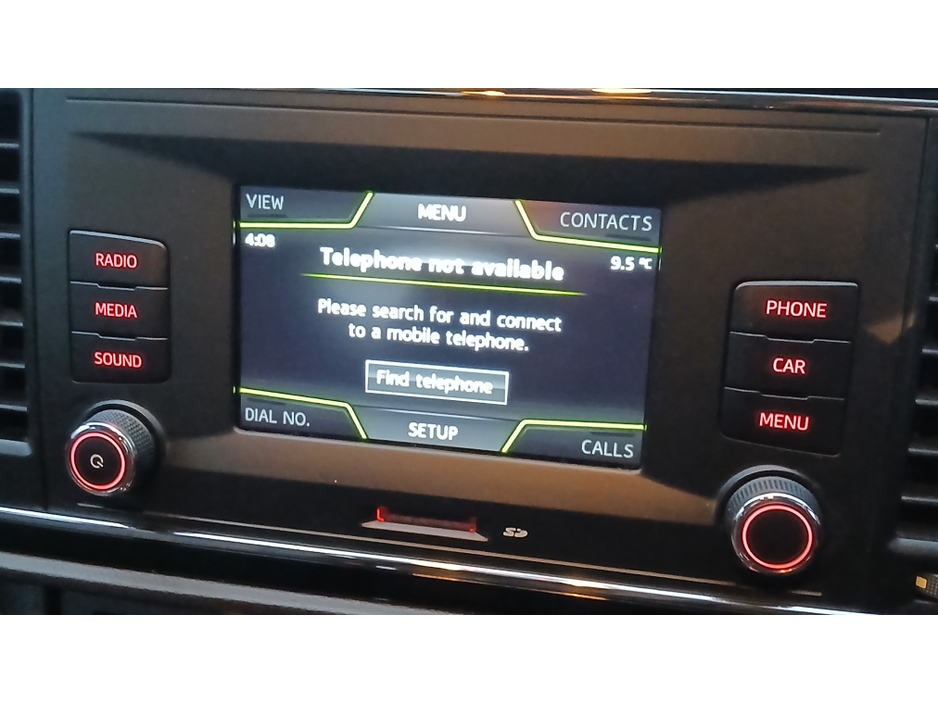 VIEW
MENU
CONTACTS
4:08
9.5 °C
Telephone not available
Please search for and connect
to a mobile telephone.
Find telephone
DIAL NO.
SETUP
CALLS
RADIO
MEDIA
SOUND
PHONE
CAR
MENU
SD